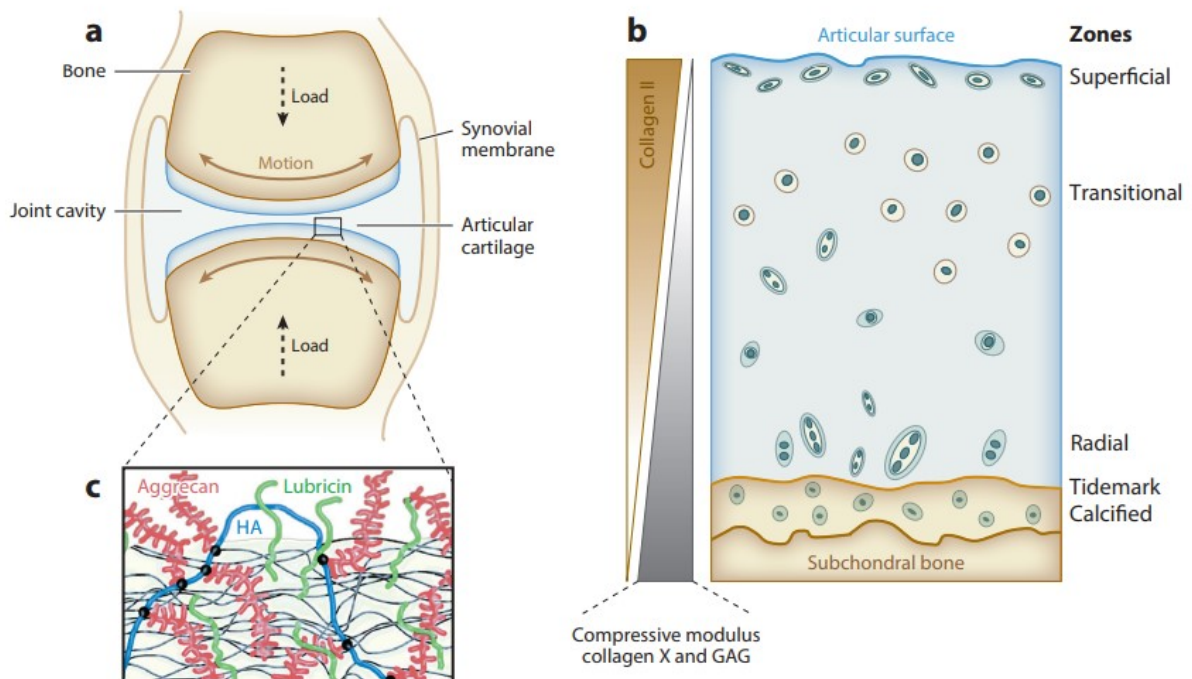 a
Bone
Load
Synovial
membrane
Motion
Joint cavity
Articular
cartilage
Load
c
Aggrecan
Lubricin
HA
b
Articular surface
Zones
Superficial
Collagen II
Transitional
Radial
Tidemark
Calcified
Subchondral bone
Compressive modulus
collagen X and GAG